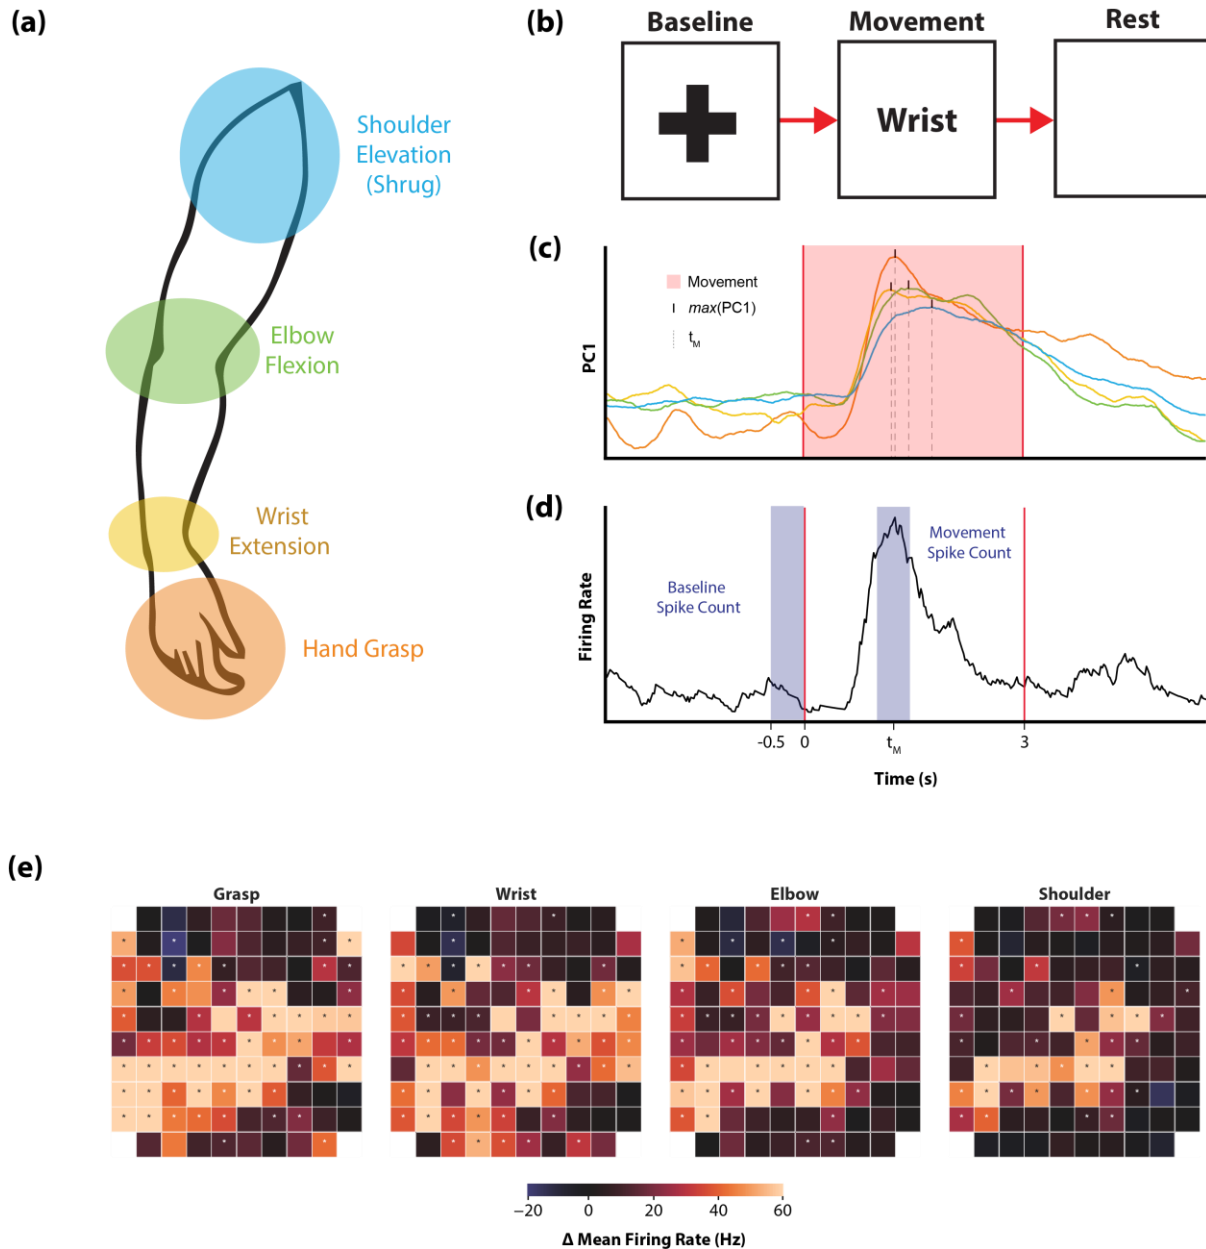 (a)
Shoulder
Elevation
(Shrug)
Elbow
Flexion
Wrist
Extension
Hand Grasp
(b)
Baseline
Movement
Rest
Wrist
(c)
Movement
max(PC1)
tM
PC1
(d)
Baseline
Spike Count
Movement
Spike Count
Firing Rate
-0.5
0
tM
3
Time (s)
(e)
Grasp
Wrist
Elbow
Shoulder
−20
0
20
40
60
Δ Mean Firing Rate (Hz)